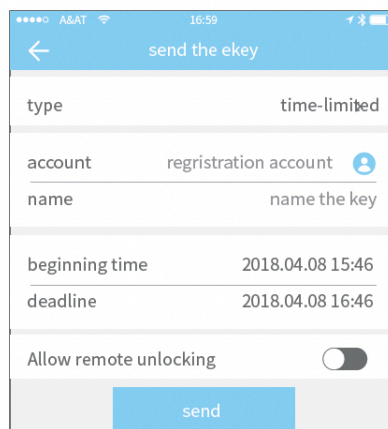 A&AT 16:59
send the ekey
type time-limited
account regristration account
name name the key
beginning time 2018.04.08 15:46
deadline 2018.04.08 16:46
Allow remote unlocking
send